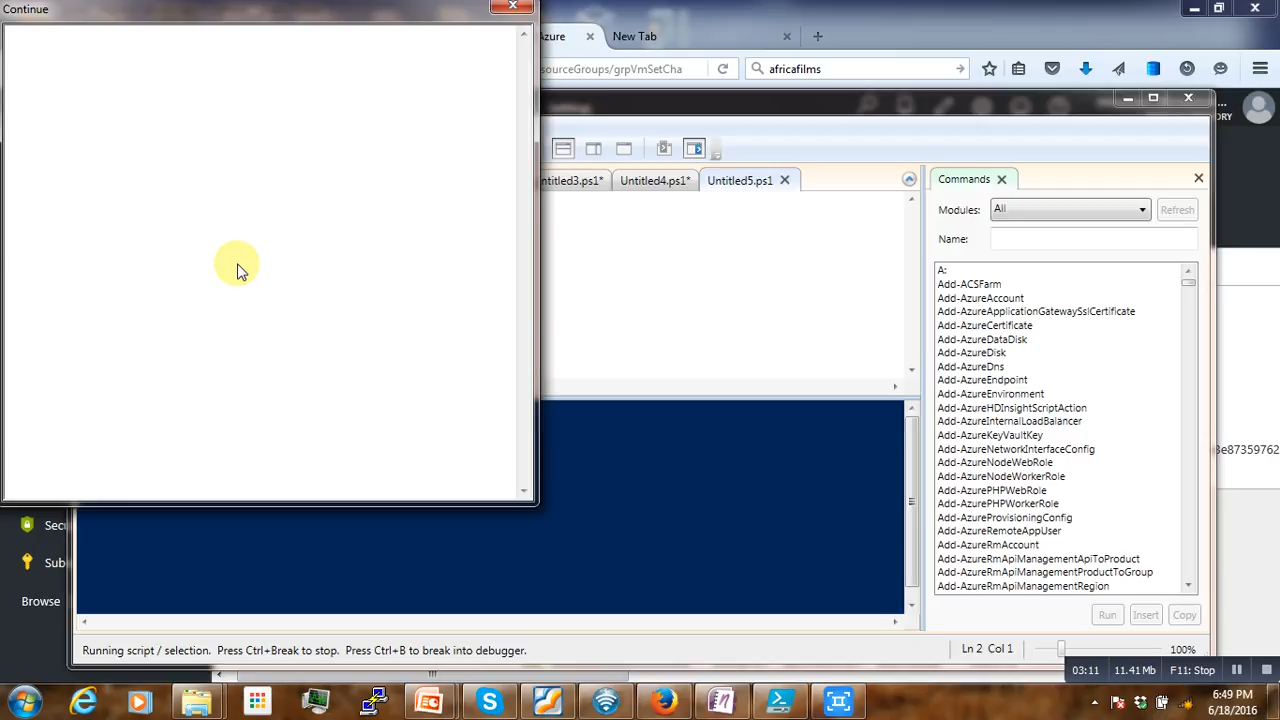 Continue
Azure
New Tab
sourceGroups/grpVmSetCha
africafilms
...
ORY
ntitled3.ps1*
Untitled4.ps1*
Untitled5.ps1
Commands
Modules:
All
Refresh
Name:
A:
Add-ACSFarm
Add-AzureAccount
Add-AzureApplicationGatewaySslCertificate
Add-AzureCertificate
Add-AzureDataDisk
Add-AzureDisk
Add-AzureDns
Add-AzureEndpoint
Add-AzureEnvironment
Add-AzureHDInsightScriptAction
Add-AzureInternalLoadBalancer
Add-AzureKeyVaultKey
Add-AzureNetworkInterfaceConfig
Add-AzureNodeWebRole
Add-AzureNodeWorkerRole
Add-AzurePHPWebRole
Add-AzurePHPWorkerRole
Add-AzureProvisioningConfig
Add-AzureRemoteAppUser
Add-AzureRmAccount
Add-AzureRmApiManagementApiToProduct
Add-AzureRmApiManagementProductToGroup
Add-AzureRmApiManagementRegion
3e87359762
Secu
Subs
Browse
Run
Insert
Copy
Running script / selection. Press Ctrl+Break to stop. Press Ctrl+B to break into debugger.
Ln 2 Col 1
100%
03:11
11.41 Mb
F11: Stop
6:49 PM
6/18/2016